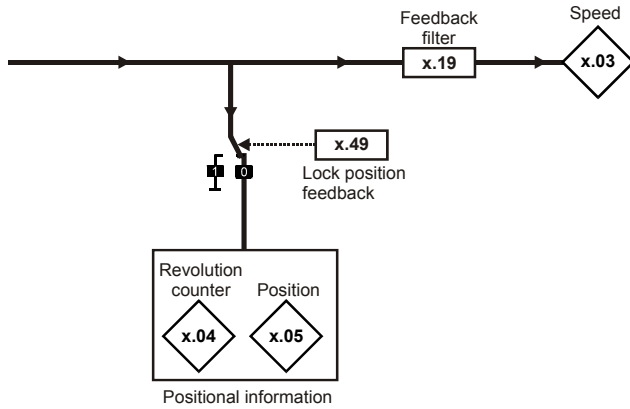 Feedback
filter
Speed
x.19
x.03
x.49
Lock position
feedback
1 0
Revolution
counter
Position
x.04
x.05
Positional information